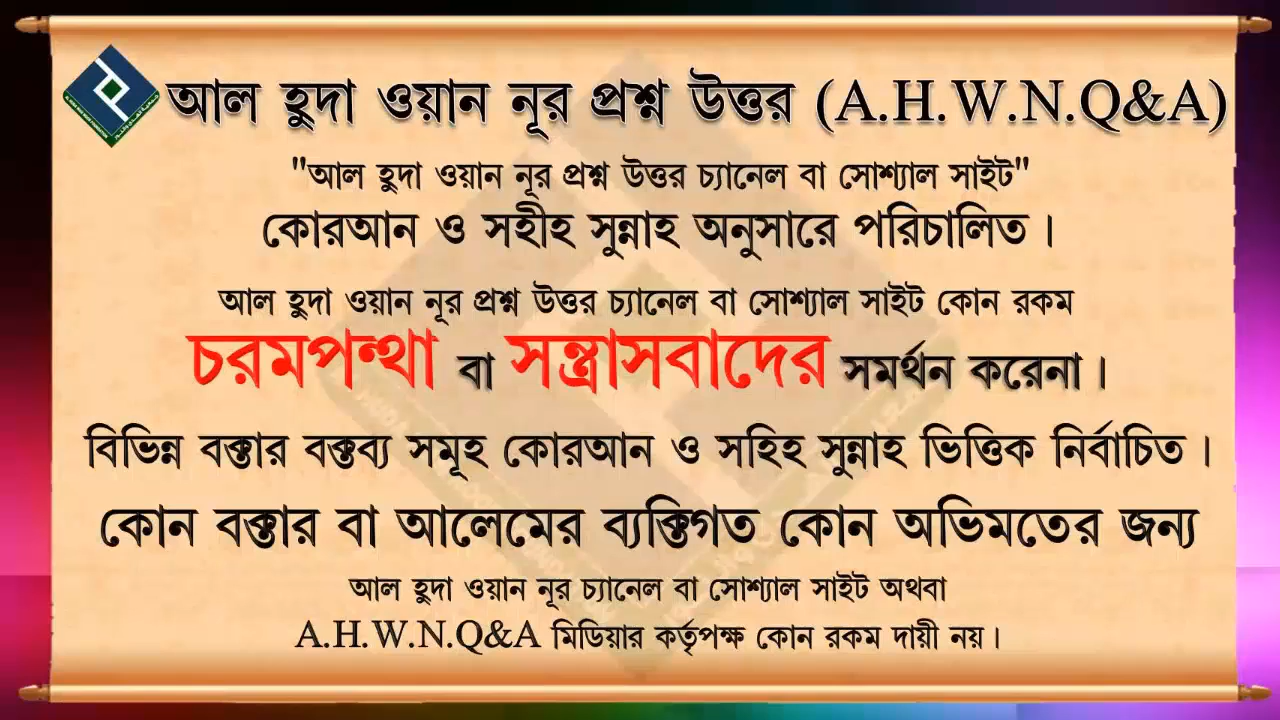 আল হুদা ওয়ান নূর প্রশ্ন উত্তর (A.H.W.N.Q&A)
"আল হুদা ওয়ান নূর প্রশ্ন উত্তর চ্যানেল বা সোশ্যাল সাইট"
কোরআন ও সহীহ সুন্নাহ অনুসারে পরিচালিত।
আল হুদা ওয়ান নূর প্রশ্ন উত্তর চ্যানেল বা সোশ্যাল সাইট কোন রকম
চরমপন্থা বা সন্ত্রাসবাদের সমর্থন করেনা।
বিভিন্ন বক্তার বক্তব্য সমূহ কোরআন ও সহিহ সুন্নাহ ভিত্তিক নির্বাচিত।
কোন বক্তার বা আলেমের ব্যক্তিগত কোন অভিমতের জন্য
আল হুদা ওয়ান নূর চ্যানেল বা সোশ্যাল সাইট অথবা
A.H.W.N.Q&A মিডিয়ার কর্তৃপক্ষ কোন রকম দায়ী নয়।